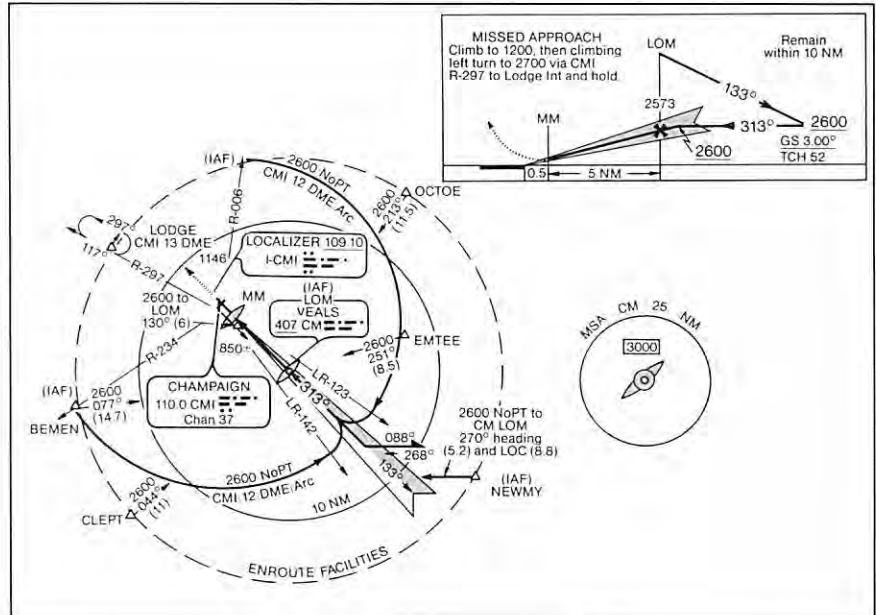 MISSED APPROACH
Climb to 1200, then climbing
left turn to 2700 via CMI
R-297 to Lodge Int and hold.
LOM
Remain
within 10 NM
133°
MM
2573
313°
2600
2600
GS 3.00°
TCH 52
0.5
5 NM
(IAF)
2600 NoPT
CMI 12 DME Arc
R-006
OCTOE
2600
213°
(11.5)
297°
117°
LODGE
CMI 13 DME
R-297
1146
LOCALIZER 109.10
I-CMI
2600 to
LOM
130° (6)
MM
(IAF)
LOM
VEALS
407 CM
EMTEE
2600
251°
(8.5)
R-234
850±
CHAMPAIGN
110.0 CMI
Chan 37
313°
LR-123
LR-142
(IAF)
BEMEN
2600
077°
(14.7)
088°
268°
133°
2600 NoPT to
CM LOM
270° heading
(5.2) and LOC (8.8)
(IAF)
NEWMY
2600 NoPT
CMI 12 DME Arc
CLEPT
2600
044°
(11)
10 NM
ENROUTE FACILITIES
MSA CM 25 NM
3000